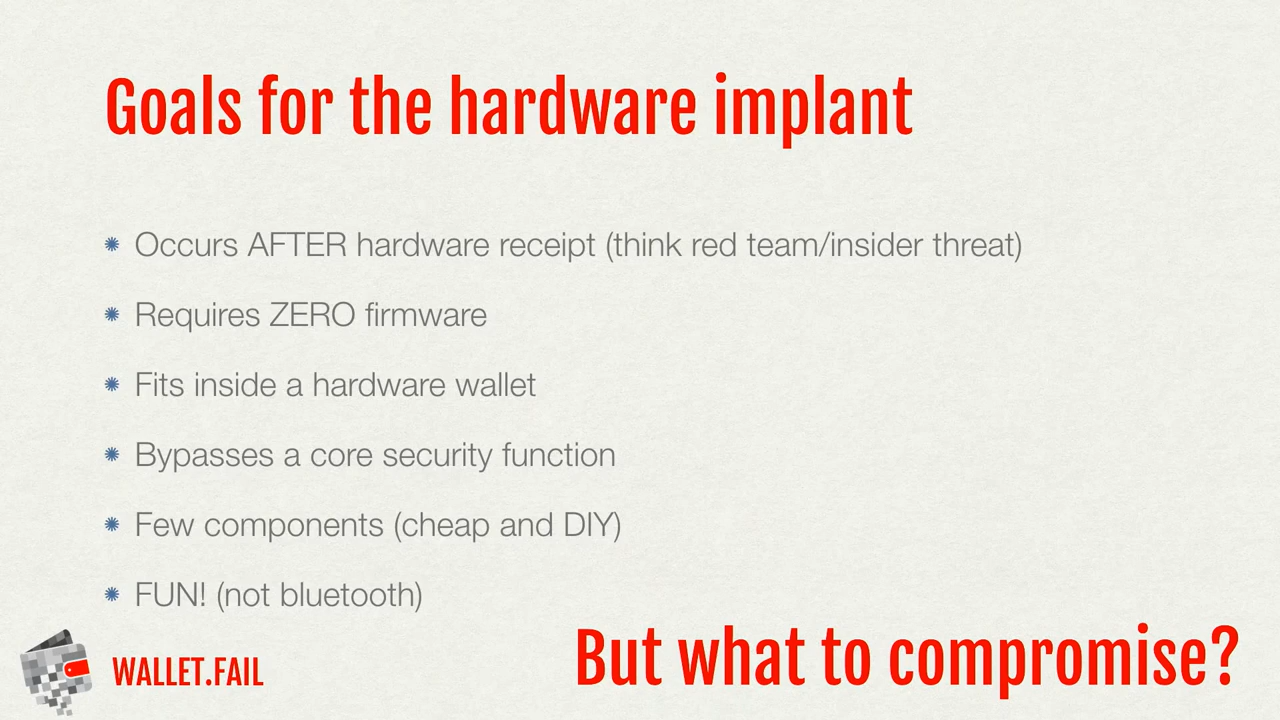 Goals for the hardware implant
Occurs AFTER hardware receipt (think red team/insider threat)
Requires ZERO firmware
Fits inside a hardware wallet
Bypasses a core security function
Few components (cheap and DIY)
FUN! (not bluetooth)
WALLET.FAIL
But what to compromise?